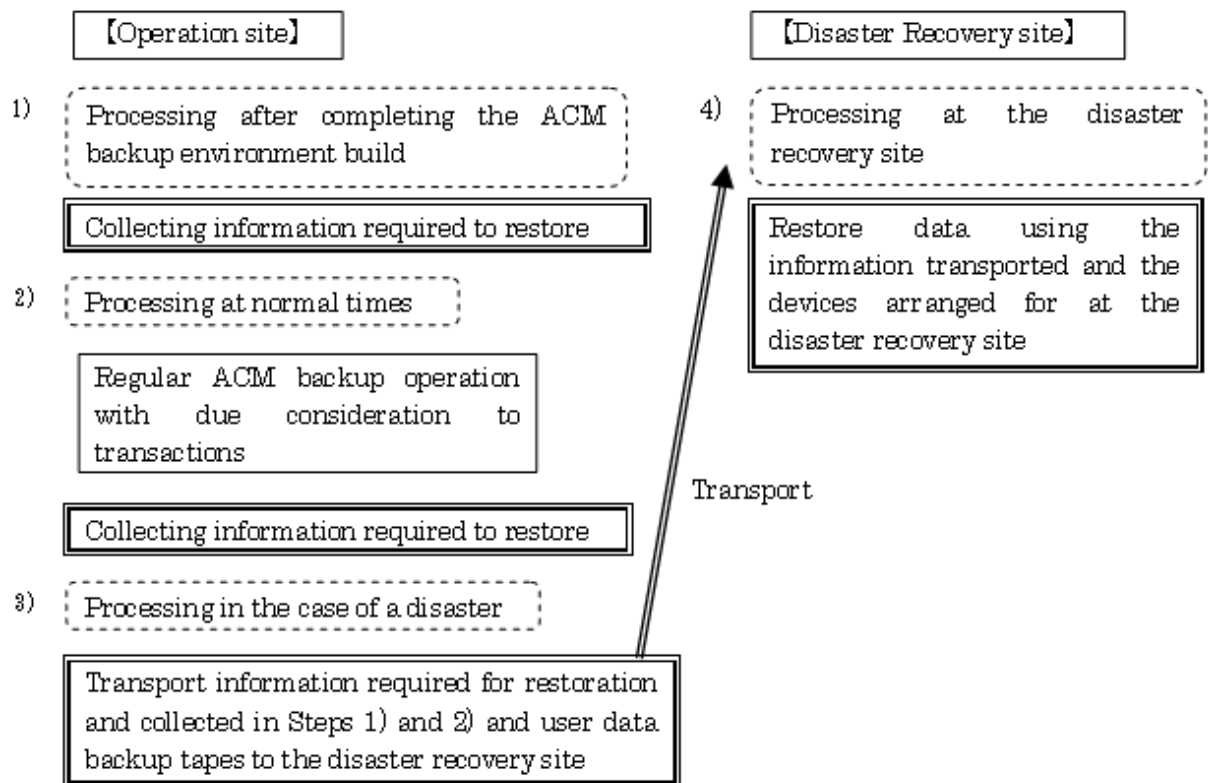 【Operation site】
1)
Processing after completing the ACM
backup environment build
Collecting information required to restore
2)
Processing at normal times
Regular ACM backup operation
with due consideration to
transactions
Collecting information required to restore
3)
Processing in the case of a disaster
Transport information required for restoration
and collected in Steps 1) and 2) and user data
backup tapes to the disaster recovery site
Transport
【Disaster Recovery site】
4)
Processing at the disaster
recovery site
Restore data using the
information transported and the
devices arranged for at the
disaster recovery site